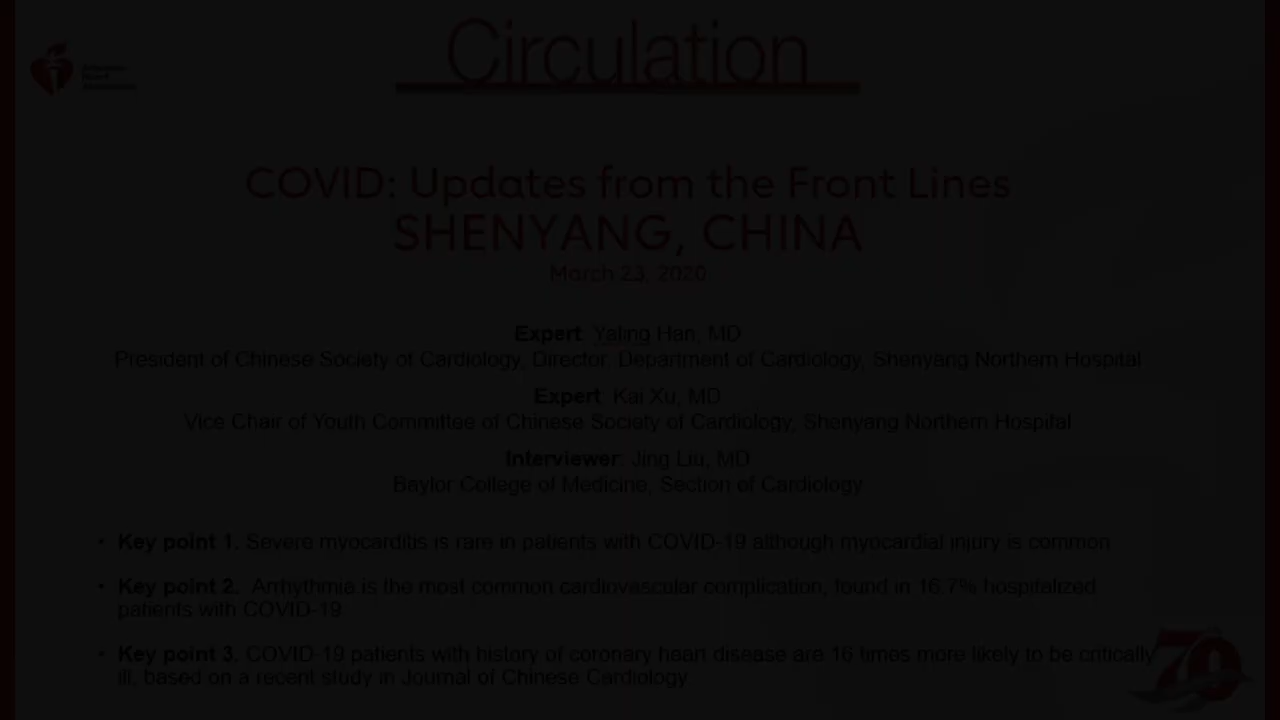 Circulation
American
Heart
Association
COVID: Updates from the Front Lines
SHENYANG, CHINA
March 23, 2020
Expert: Yaling Han, MD
President of Chinese Society of Cardiology, Director, Department of Cardiology, Shenyang Northern Hospital
Expert: Kai Xu, MD
Vice Chair of Youth Committee of Chinese Society of Cardiology, Shenyang Northern Hospital
Interviewer: Jing Liu, MD
Baylor College of Medicine, Section of Cardiology
• Key point 1. Severe myocarditis is rare in patients with COVID-19 although myocardial injury is common
• Key point 2. Arrhythmia is the most common cardiovascular complication, found in 16.7% hospitalized
patients with COVID-19
• Key point 3. COVID-19 patients with history of coronary heart disease are 16 times more likely to be critically
ill, based on a recent study in Journal of Chinese Cardiology
70